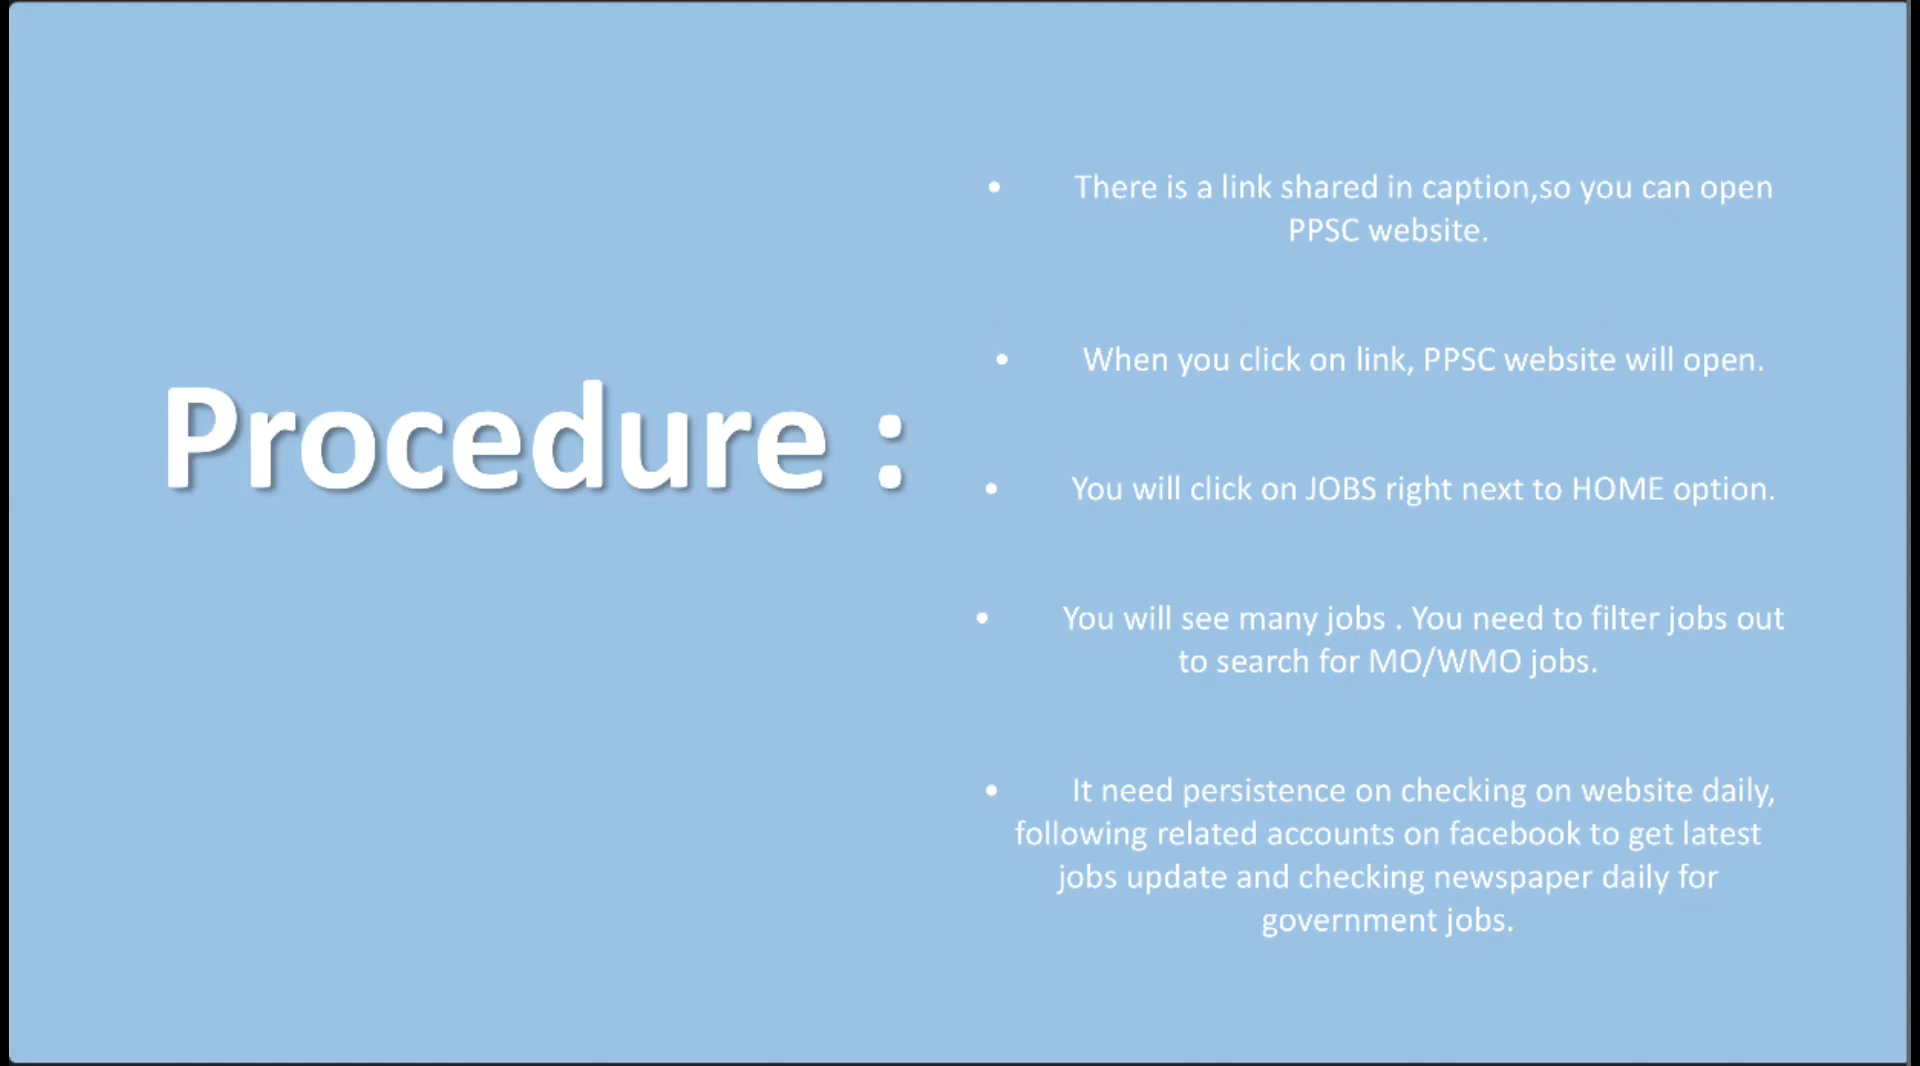 Procedure :
• There is a link shared in caption,so you can open
PPSC website.
• When you click on link, PPSC website will open.
• You will click on JOBS right next to HOME option.
• You will see many jobs . You need to filter jobs out
to search for MO/WMO jobs.
• It need persistence on checking on website daily,
following related accounts on facebook to get latest
jobs update and checking newspaper daily for
government jobs.